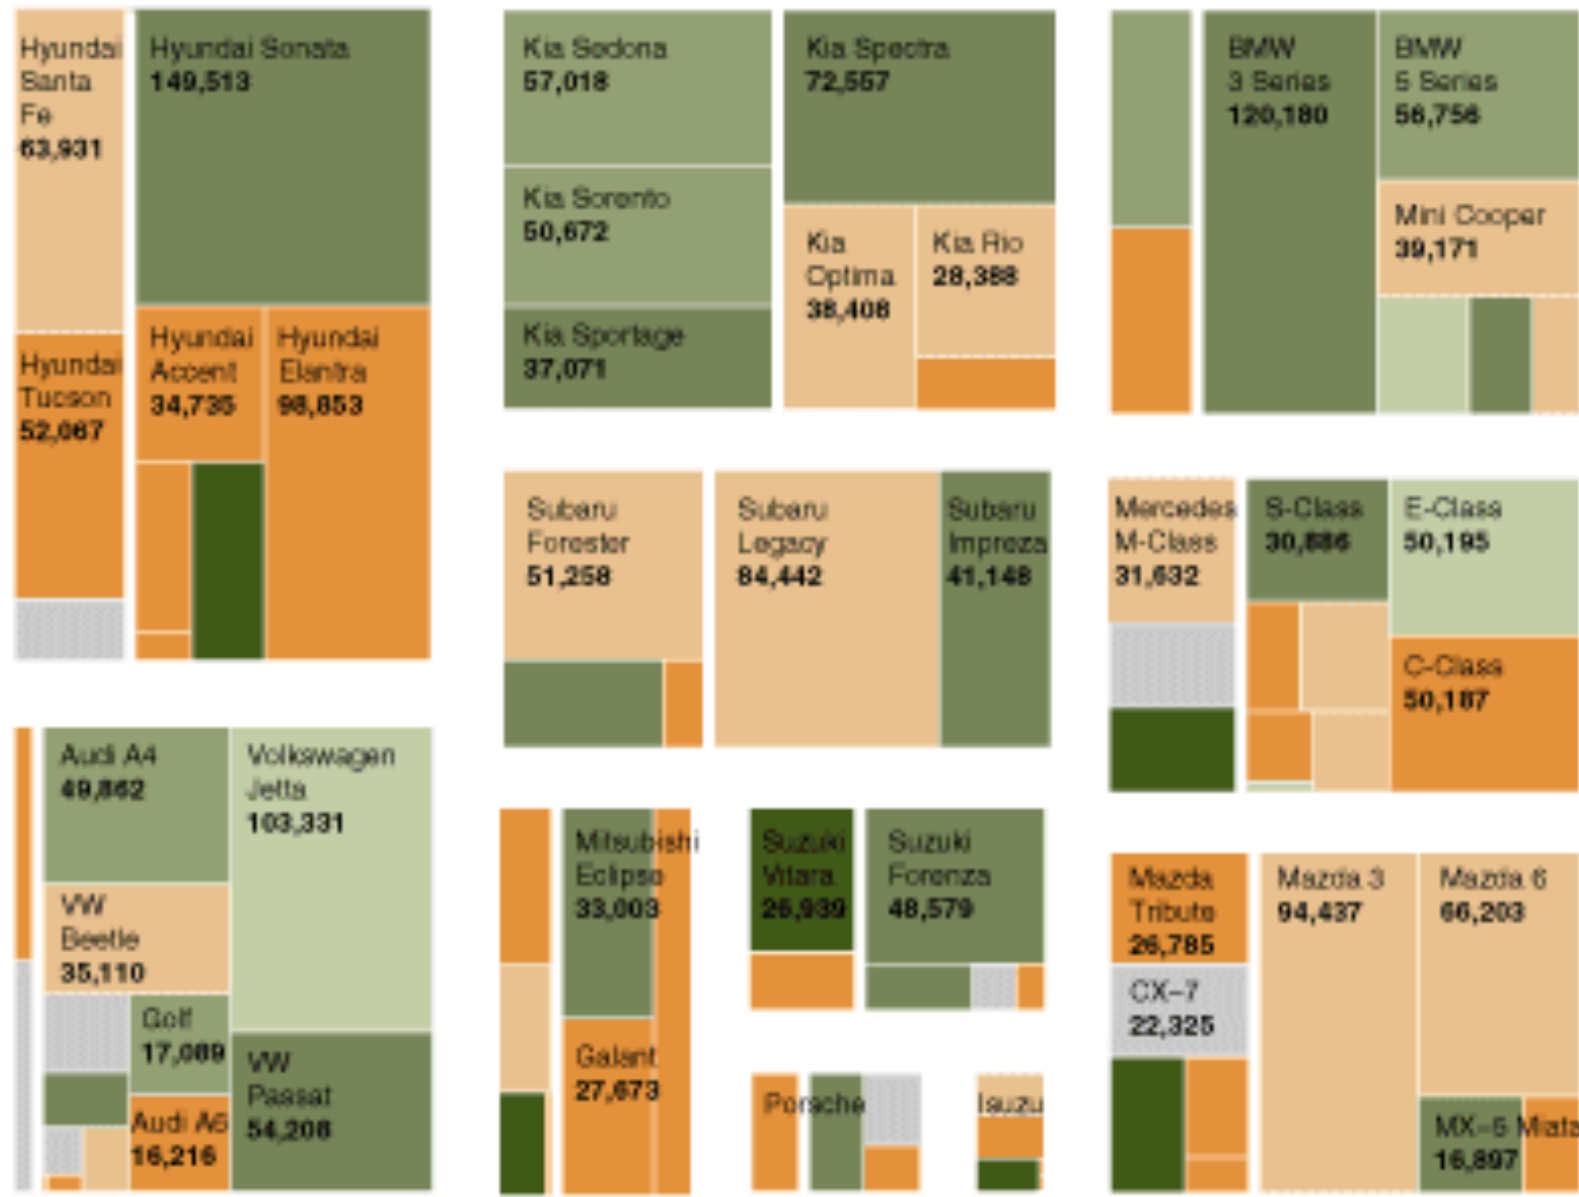 Hyundai
Santa
Fe
63,931
Hyundai Sonata
149,513
Hyundai
Tucson
52,067
Hyundai
Accent
34,735
Hyundai
Elantra
98,853
Kia Sedona
57,018
Kia Sorento
50,672
Kia Sportage
37,071
Kia Spectra
72,557
Kia
Optima
38,408
Kia Rio
28,388
BMW
3 Series
120,180
BMW
5 Series
56,756
Mini Cooper
39,171
Subaru
Forester
51,258
Subaru
Legacy
84,442
Subaru
Impreza
41,148
Mercedes
M-Class
31,632
S-Class
30,886
E-Class
50,195
C-Class
50,187
Audi A4
49,862
Volkswagen
Jetta
103,331
VW
Beetle
35,110
Golf
17,089
Audi A6
16,216
VW
Passat
54,208
Mitsubishi
Eclipse
33,003
Galant
27,673
Suzuki
Vitara
26,939
Suzuki
Forenza
48,579
Porsche
Isuzu
Mazda
Tribute
26,785
CX-7
22,325
Mazda 3
94,437
Mazda 6
66,203
MX-5 Miata
16,897